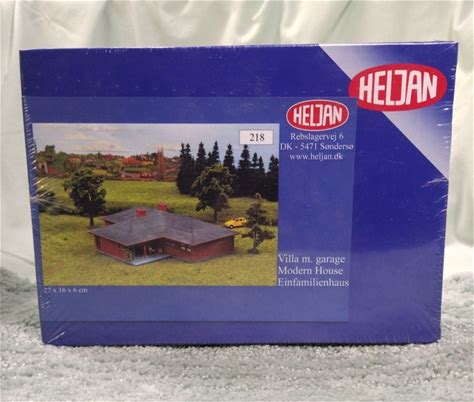 HELJAN
HELJAN
218
Rebslagervej 6
DK - 5471 Søndersø
www.heljan.dk
Villa m. garage
Modern House
Einfamilienhaus
27 x 16 x 6 cm